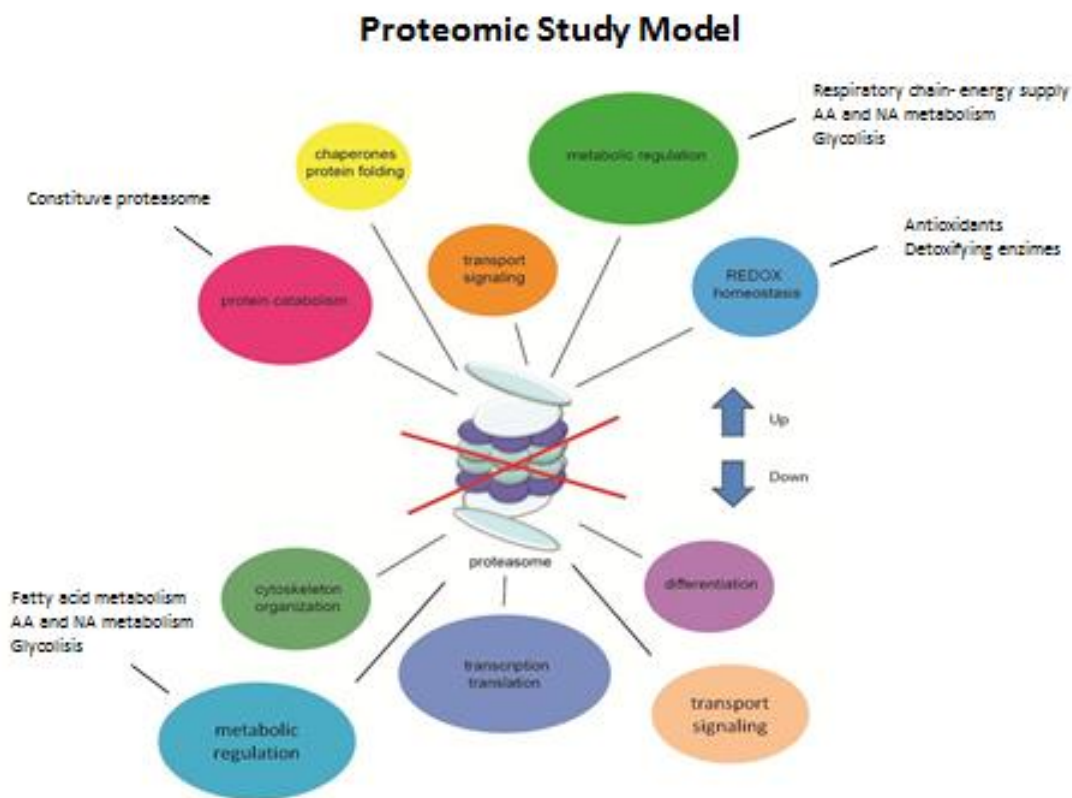 Proteomic Study Model
Respiratory chain- energy supply
AA and NA metabolism
Glycolisis
chaperones
protein folding
metabolic regulation
Constituve proteasome
Antioxidants
Detoxifying enzimes
transport
signaling
REDOX
homeostasis
protein catabolism
Up
Down
proteasome
cytoskeleton
organization
differentiation
Fatty acid metabolism
AA and NA metabolism
Glycolisis
transcription
translation
transport
signaling
metabolic
regulation